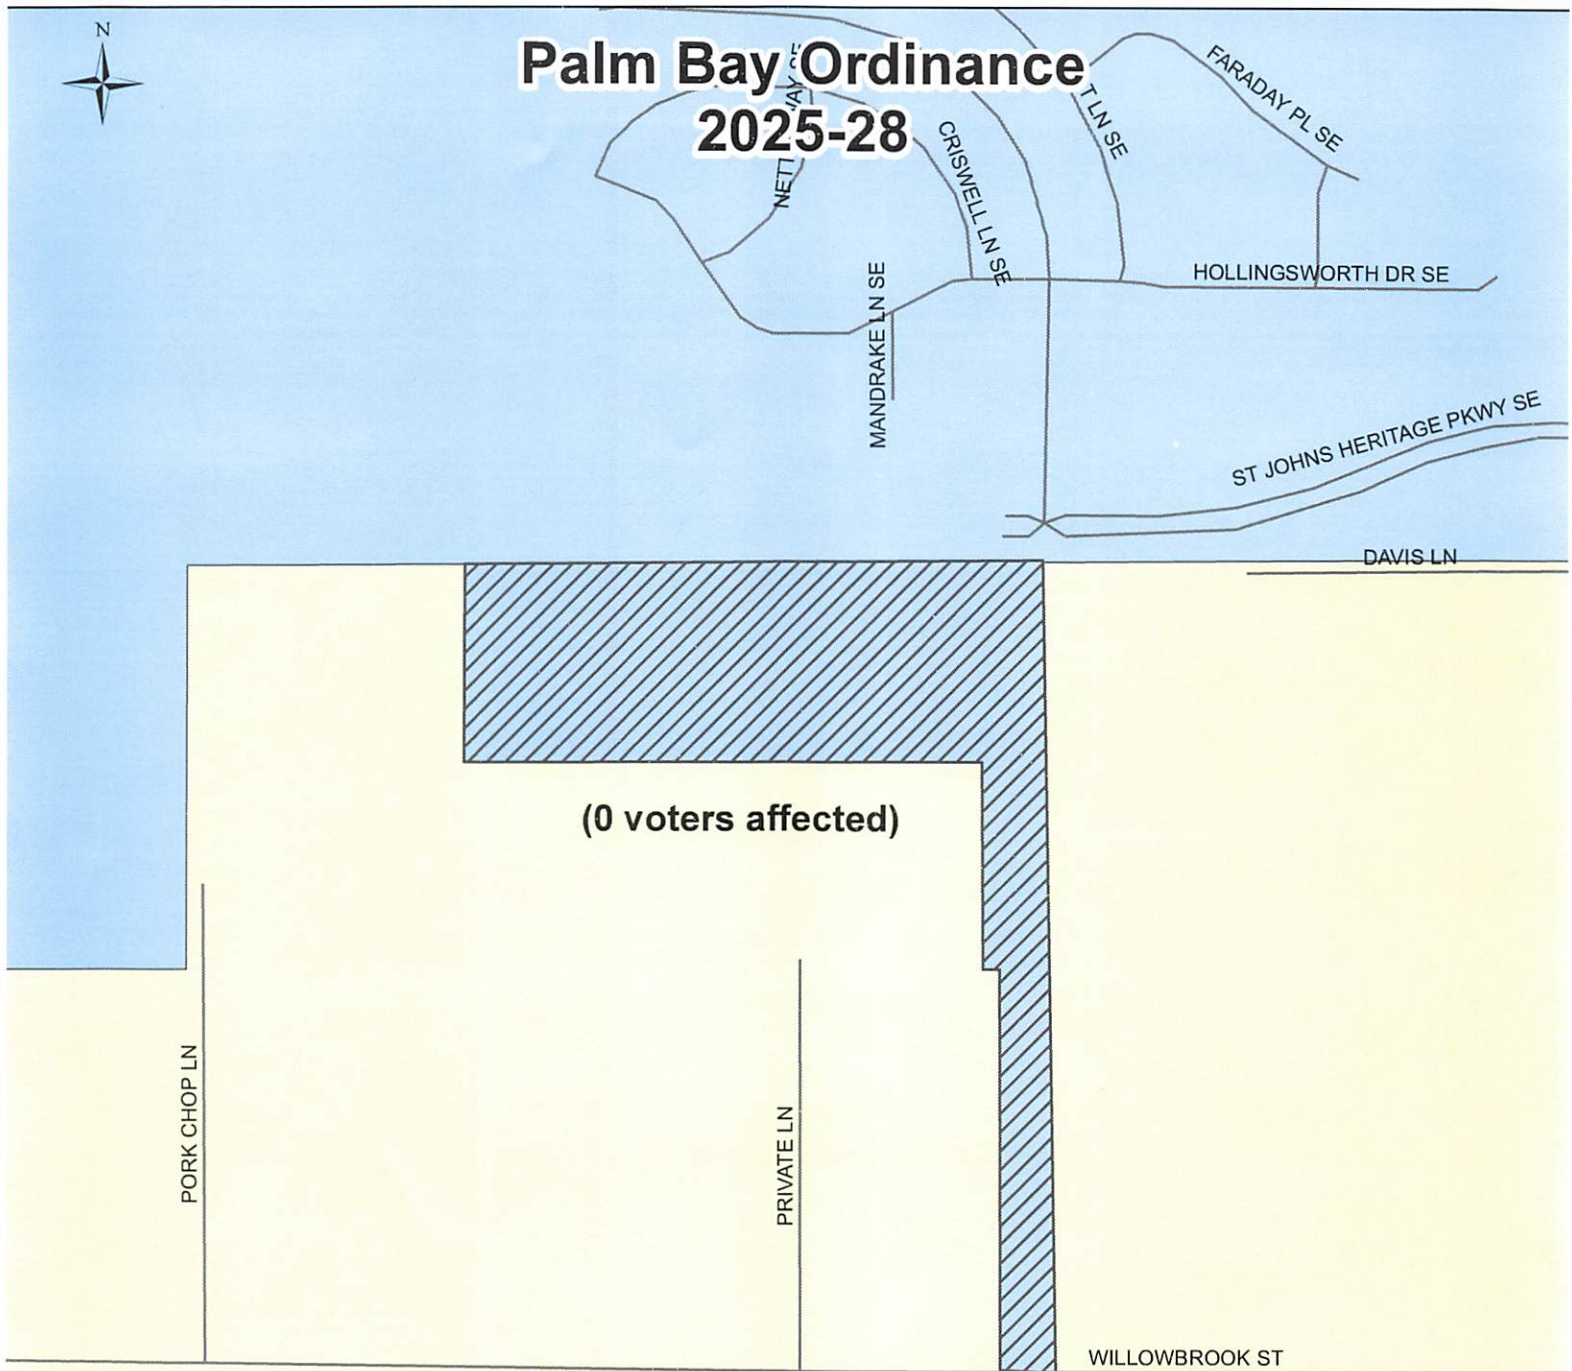 N
Palm Bay Ordinance
2025-28
FARADAY PL SE
LN SE
CRISWELL LN SE
HOLLINGSWORTH DR SE
MANDRAKE LN SE
ST JOHNS HERITAGE PKWY SE
DAVIS LN
(0 voters affected)
PORK CHOP LN
PRIVATE LN
WILLOWBROOK ST